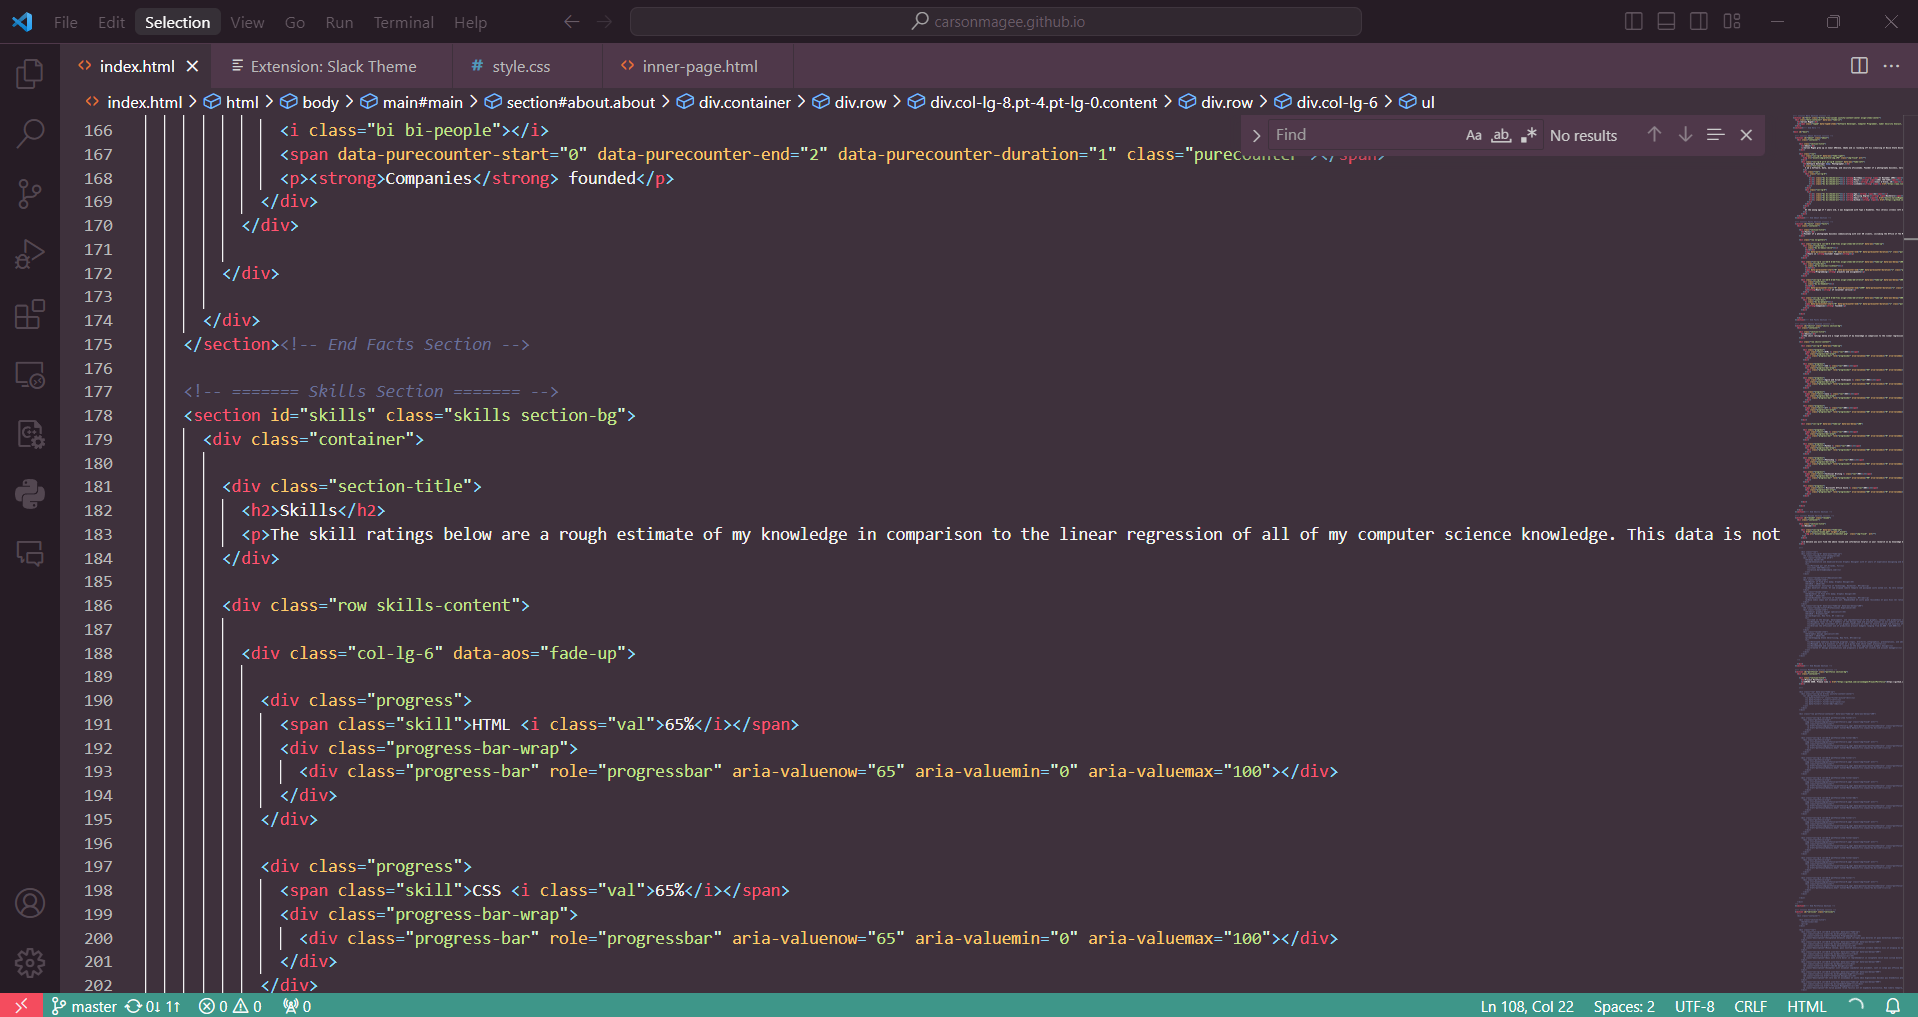 File Edit Selection View Go Run Terminal Help carsonmagee.github.io
index.html Extension: Slack Theme style.css inner-page.html
index.html > html > body > main#main > section#about.about > div.container > div.row > div.col-lg-8.pt-4.pt-lg-0.content > div.row > div.col-lg-6 > ul
Find Aa ab .* No results
166 <i class="bi bi-people"></i>
167 <span data-purecounter-start="0" data-purecounter-end="2" data-purecounter-duration="1" class="purecounter"></span>
168 <p><strong>Companies</strong> founded</p>
169 </div>
170 </div>
171
172 </div>
173
174 </div>
175 </section><!-- End Facts Section -->
176
177 <!-- ======= Skills Section ======= -->
178 <section id="skills" class="skills section-bg">
179 <div class="container">
180
181 <div class="section-title">
182 <h2>Skills</h2>
183 <p>The skill ratings below are a rough estimate of my knowledge in comparison to the linear regression of all of my computer science knowledge. This data is not
184 </div>
185
186 <div class="row skills-content">
187
188 <div class="col-lg-6" data-aos="fade-up">
189
190 <div class="progress">
191 <span class="skill">HTML <i class="val">65%</i></span>
192 <div class="progress-bar-wrap">
193 <div class="progress-bar" role="progressbar" aria-valuenow="65" aria-valuemin="0" aria-valuemax="100"></div>
194 </div>
195 </div>
196
197 <div class="progress">
198 <span class="skill">CSS <i class="val">65%</i></span>
199 <div class="progress-bar-wrap">
200 <div class="progress-bar" role="progressbar" aria-valuenow="65" aria-valuemin="0" aria-valuemax="100"></div>
201 </div>
202 </div>
master 0↓ 1↑ 0 0 0 Ln 108, Col 22 Spaces: 2 UTF-8 CRLF HTML